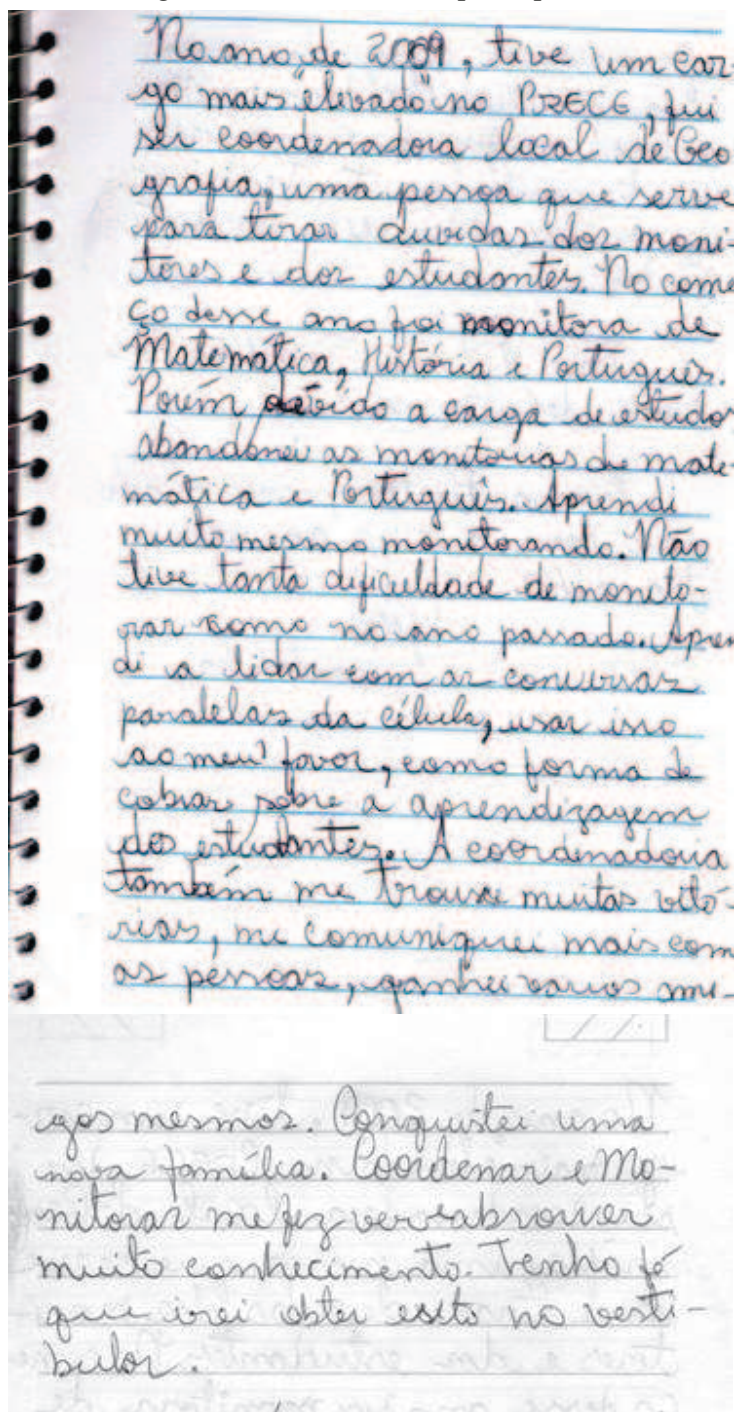 No ano de 2009, tive um car-
go mais "elevado" no PRECE, fui
ser coordenadora local de Geo
grafia, uma pessoa que serve
para tirar duvidas dos moni-
tores e dos estudantes. No come
ço desse ano foi monitora de
Matemática, História e Português.
Porém devido a carga de estudos
abandonei as monitorias de mate-
mática e Português. Aprendi
muito mesmo monitorando. Não
tive tanta dificuldade de monito-
rar como no ano passado. Apren
di a lidar com as conversas
paralelas da célula, usar isso
ao meu favor, como forma de
cobrar sobre a aprendizagem
dos estudantes. A coordenadoria
também me trouxe muitas vitó-
rias, me comuniquei mais com
as pessoas, ganhei varios ami-
gos mesmos. Conquistei uma
nova família. Coordenar e Mo-
nitorar me fez ver
muito conhecimento. Tenho fé
que irei obter esito no vesti-
bular.